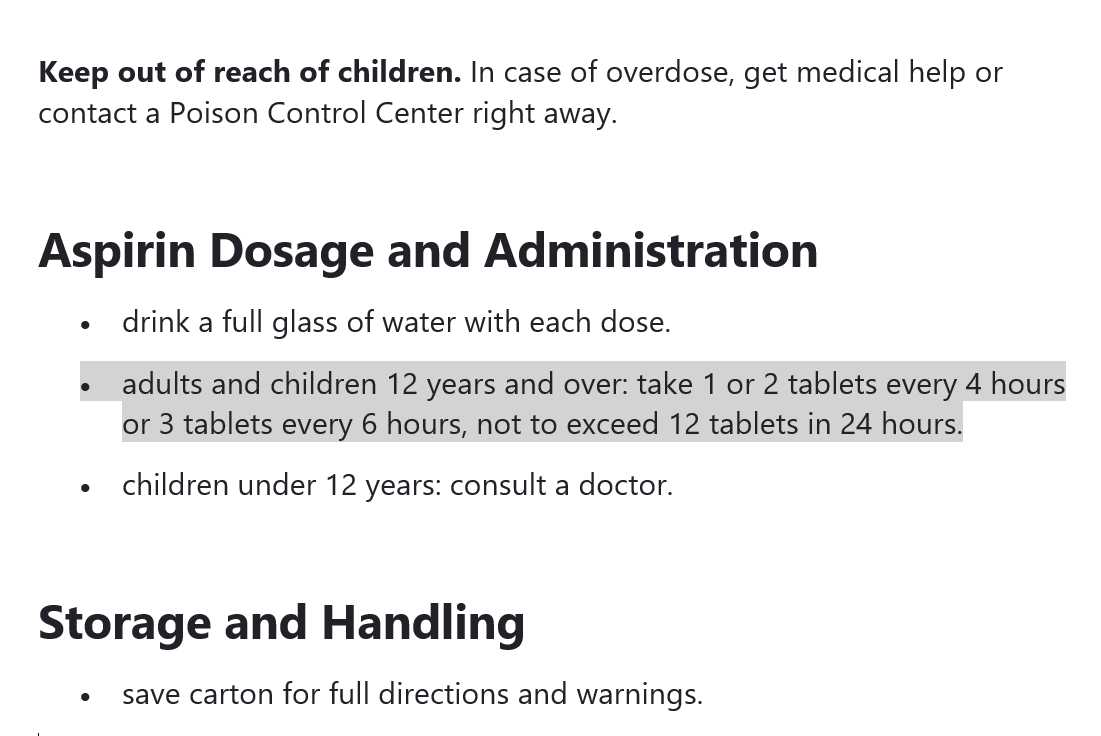 Keep out of reach of children. In case of overdose, get medical help or
contact a Poison Control Center right away.
Aspirin Dosage and Administration
• drink a full glass of water with each dose.
• adults and children 12 years and over: take 1 or 2 tablets every 4 hours
or 3 tablets every 6 hours, not to exceed 12 tablets in 24 hours.
• children under 12 years: consult a doctor.
Storage and Handling
• save carton for full directions and warnings.